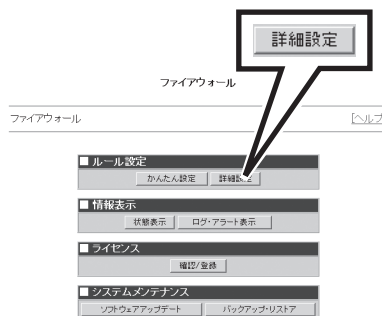 詳細設定
ファイアウォール
ファイアウォール [ヘルプ
■ ルール設定
かんたん設定 詳細設定
■ 情報表示
状態表示 ログ・アラート表示
■ ライセンス
確認/登録
■ システムメンテナンス
ソフトウェアアップデート バックアップ・リストア